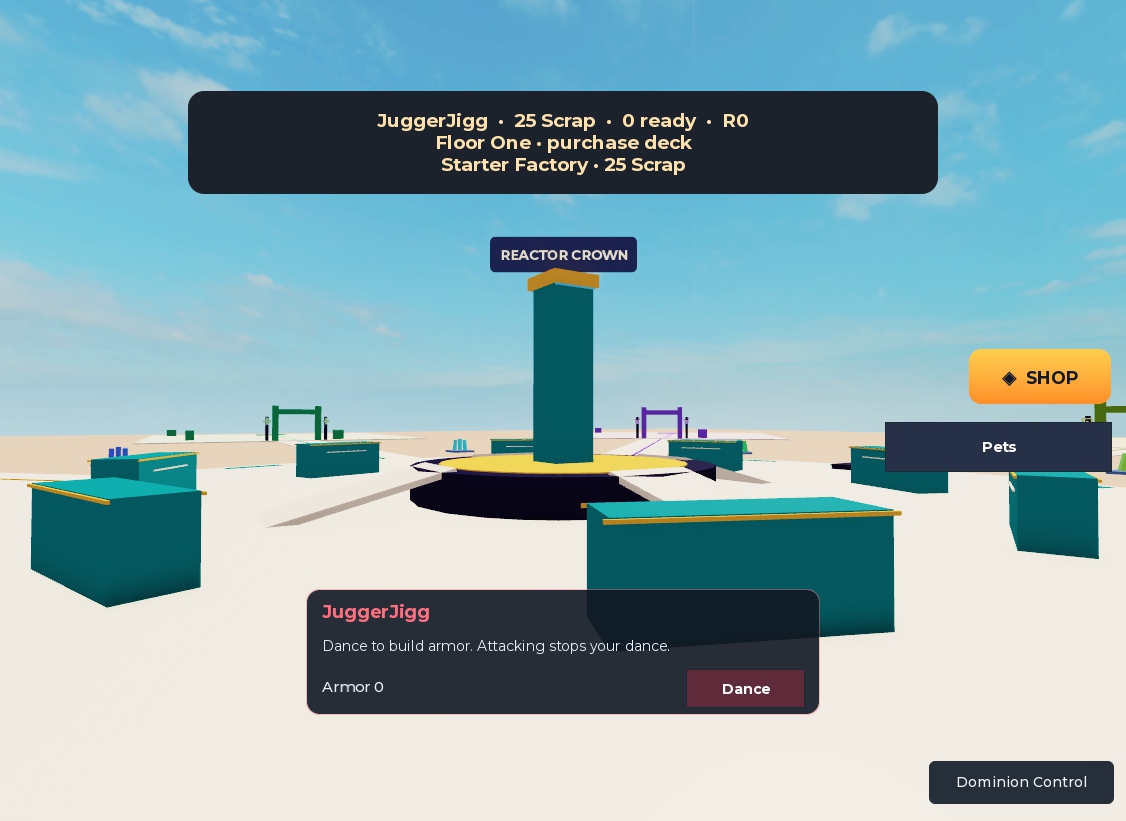 JuggerJigg • 25 Scrap • 0 ready • R0
Floor One • purchase deck
Starter Factory • 25 Scrap
REACTOR CROWN
◈ SHOP
Pets
JuggerJigg
Dance to build armor. Attacking stops your dance.
Armor 0
Dance
Dominion Control